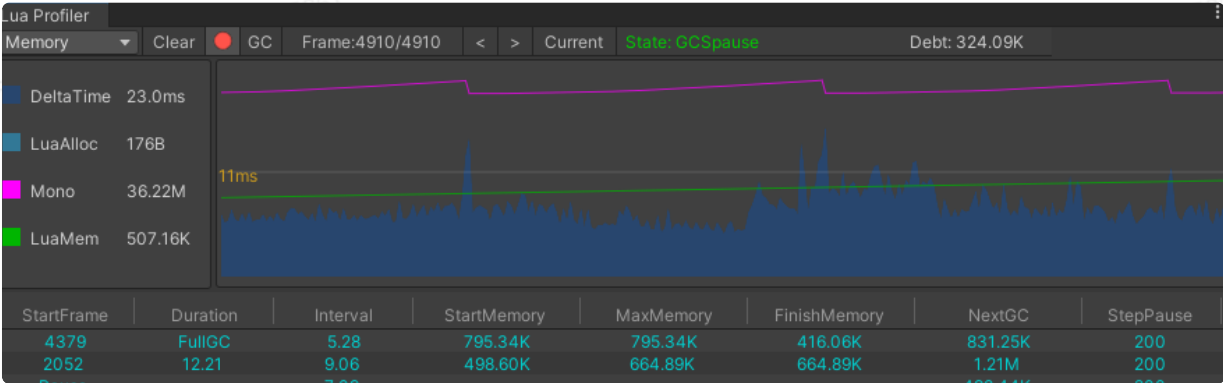 Lua Profiler
Memory Clear GC Frame:4910/4910 < > Current State: GCSpause Debt: 324.09K
DeltaTime 23.0ms
LuaAlloc 176B
11ms
Mono 36.22M
LuaMem 507.16K
StartFrame Duration Interval StartMemory MaxMemory FinishMemory NextGC StepPause
4379 FullGC 5.28 795.34K 795.34K 416.06K 831.25K 200
2052 12.21 9.06 498.60K 664.89K 664.89K 1.21M 200